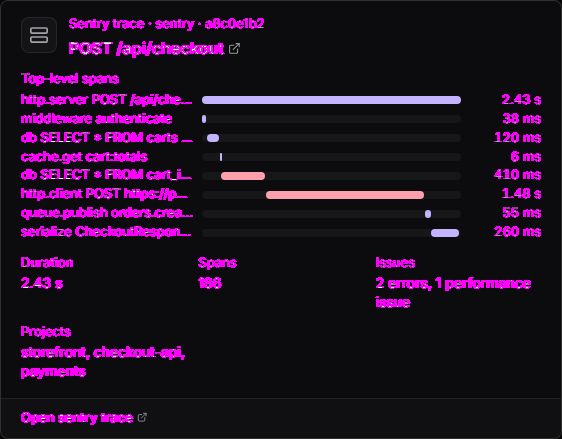 Sentry trace • sentry • a8c0e1b2
POST /api/checkout
Top-level spans
http.server POST /api/che... 2.43 s
middleware authenticate 38 ms
db SELECT * FROM carts ... 120 ms
cache.get cart:totals 6 ms
db SELECT * FROM cart_i... 410 ms
http.client POST https://p... 1.48 s
queue.publish orders.crea... 55 ms
serialize CheckoutRespon... 260 ms
Duration Spans Issues
2.43 s 166 2 errors, 1 performance
issue
Projects
storefront, checkout-api,
payments
Open sentry trace